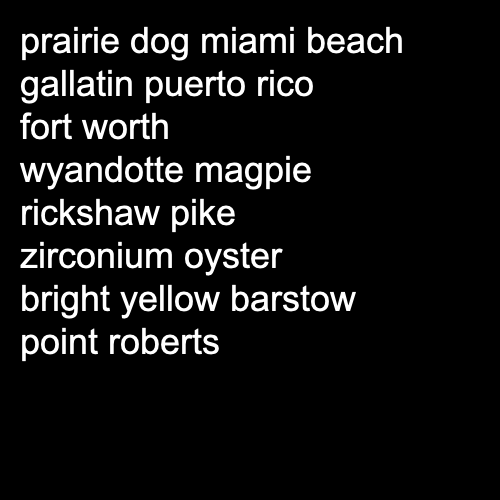 prairie dog miami beach
gallatin puerto rico
fort worth
wyandotte magpie
rickshaw pike
zirconium oyster
bright yellow barstow
point roberts